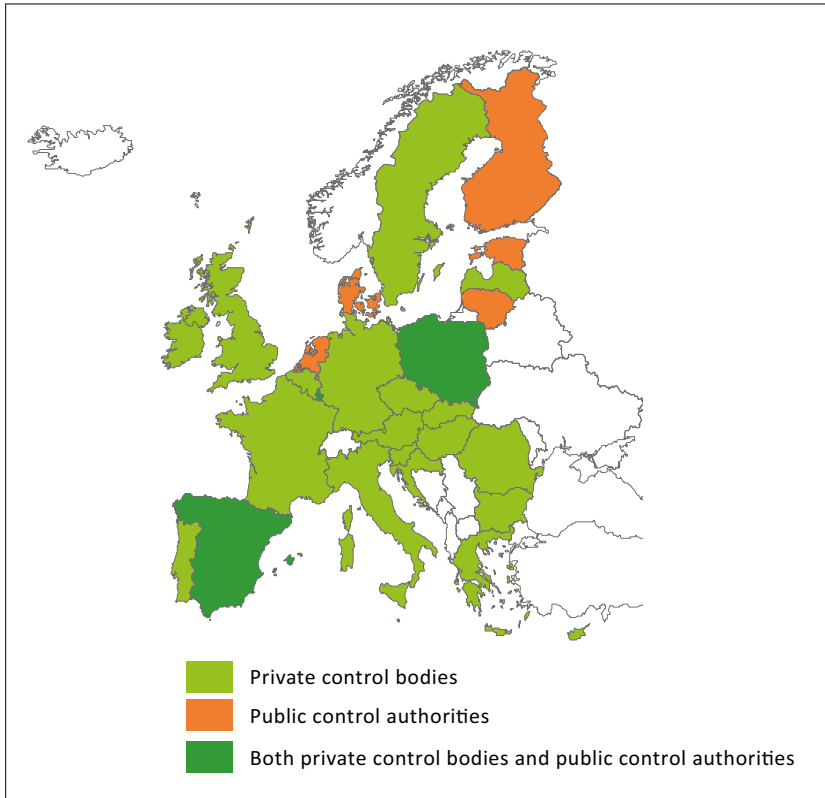 Private control bodies
Public control authorities
Both private control bodies and public control authorities